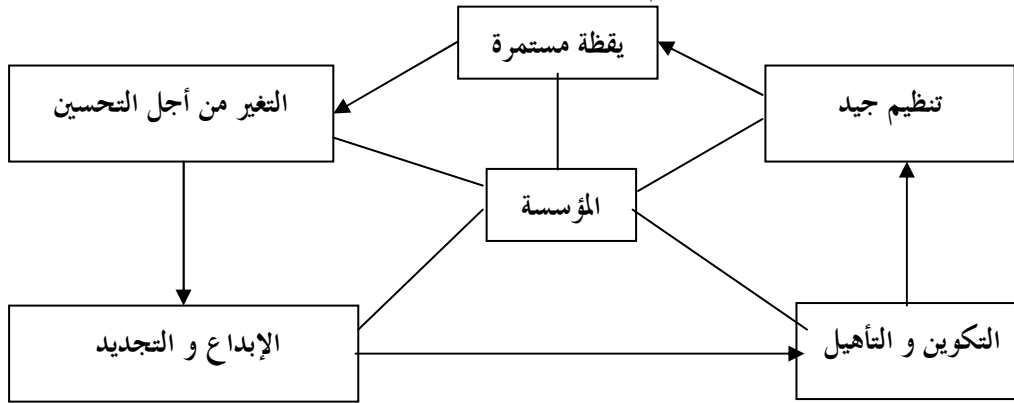 يقظة مستمرة
تنظيم جيد
التغير من أجل التحسين
المؤسسة
التكوين و التأهيل
الإبداع و التجديد